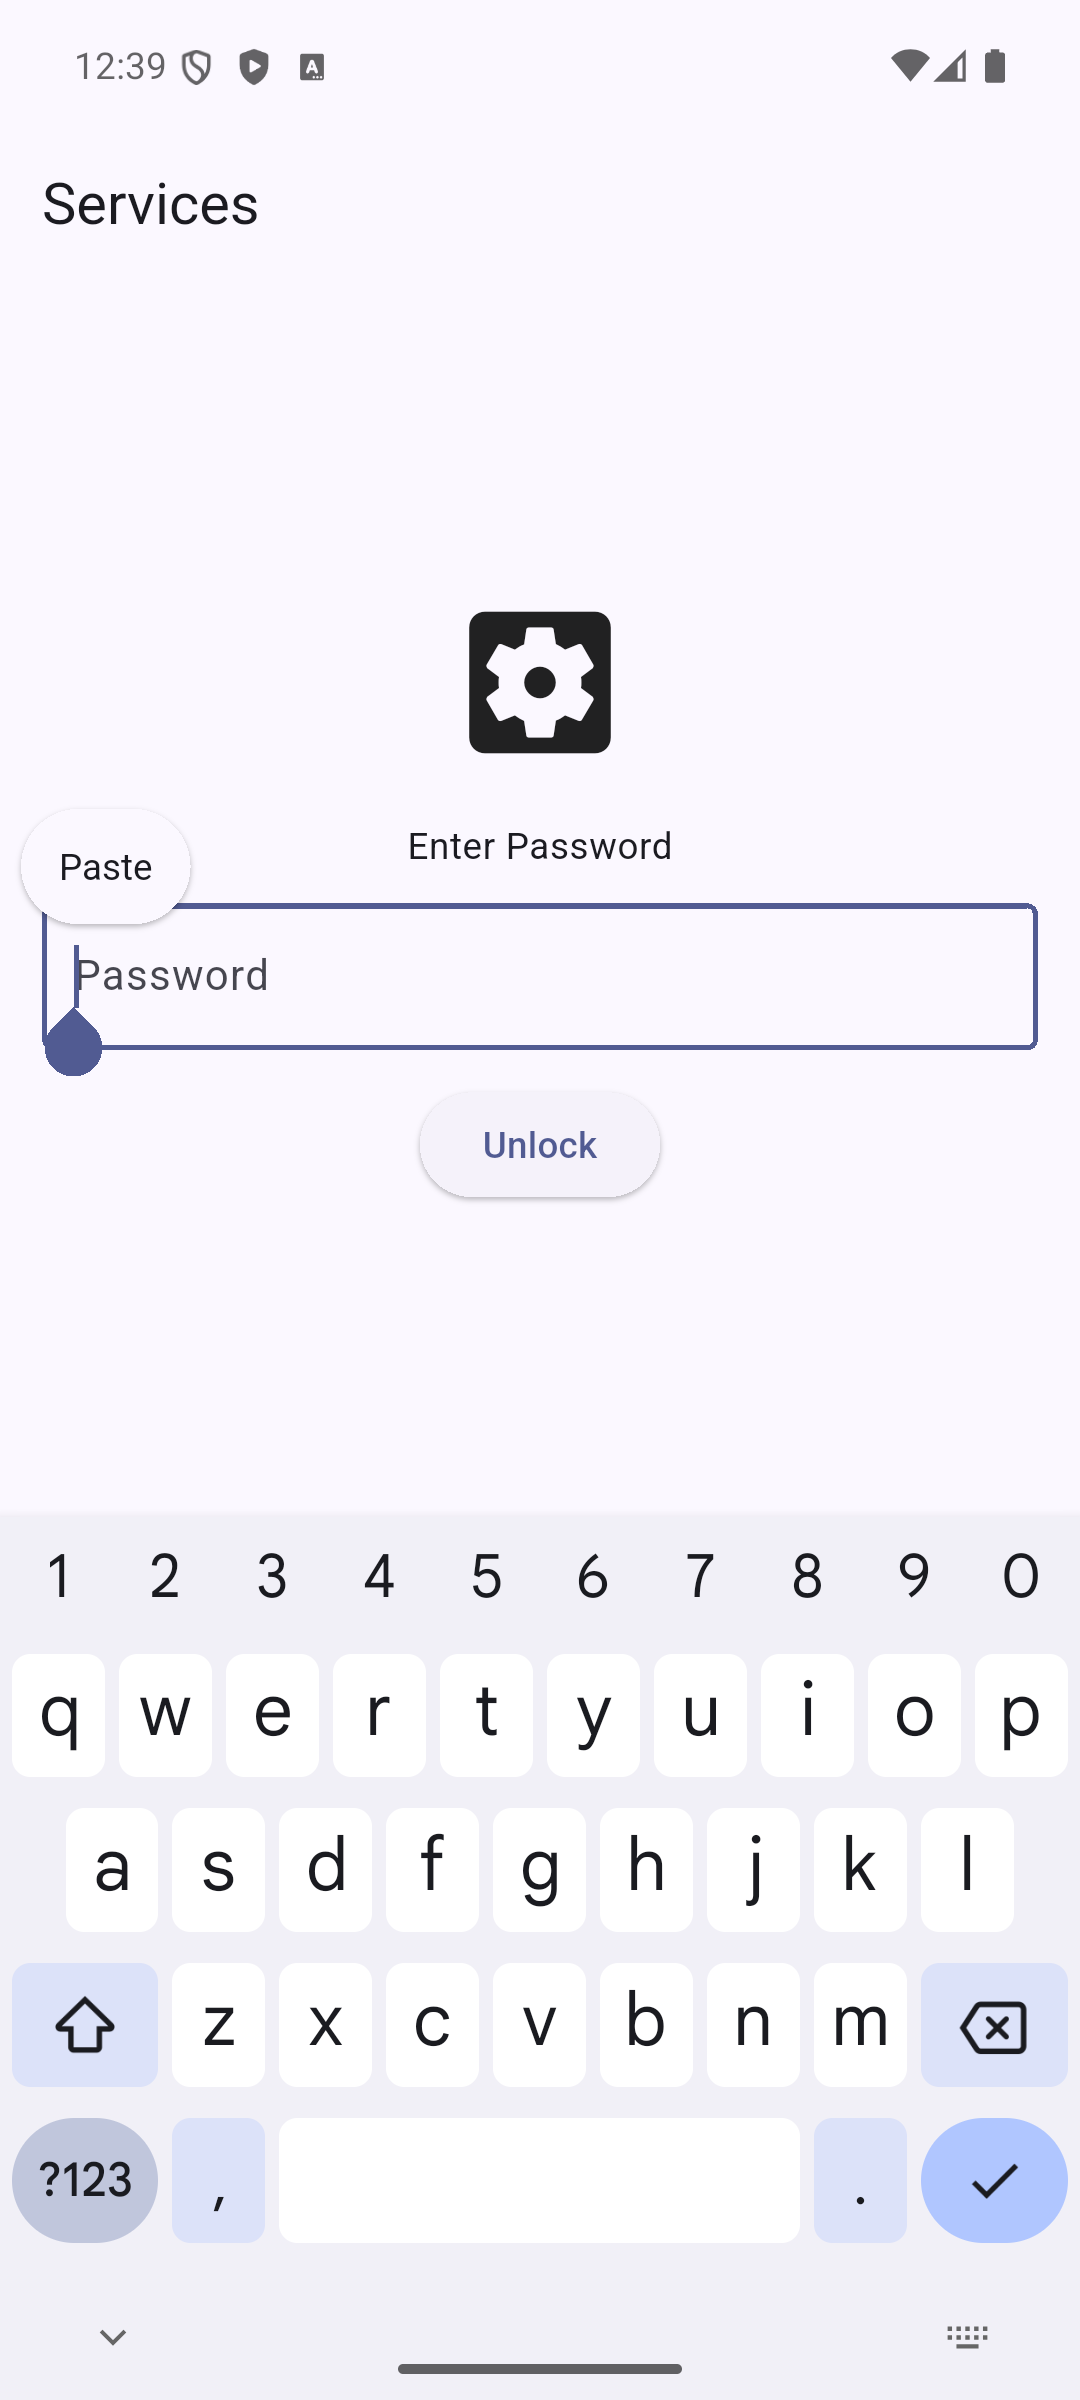 12:39
Services
Enter Password
Paste
Password
Unlock
1 2 3 4 5 6 7 8 9 0
q w e r t y u i o p
a s d f g h j k l
z x c v b n m
?123 , .